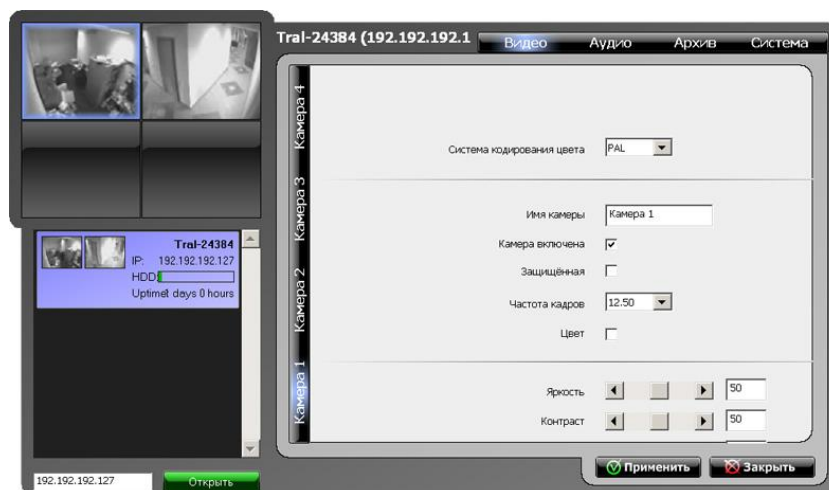 Tral-24384 (192.192.192.1
Видео Аудио Архив Система
Камера 4
Камера 3
Камера 2
Камера 1
Система кодирования цвета PAL
Имя камеры Камера 1
Камера включена
Защищённая
Частота кадров 12.50
Цвет
Яркость 50
Контраст 50
Применить Закрыть
Tral-24384
IP: 192.192.192.127
HDD:
Uptime1 days 0 hours
192.192.192.127 Открыть